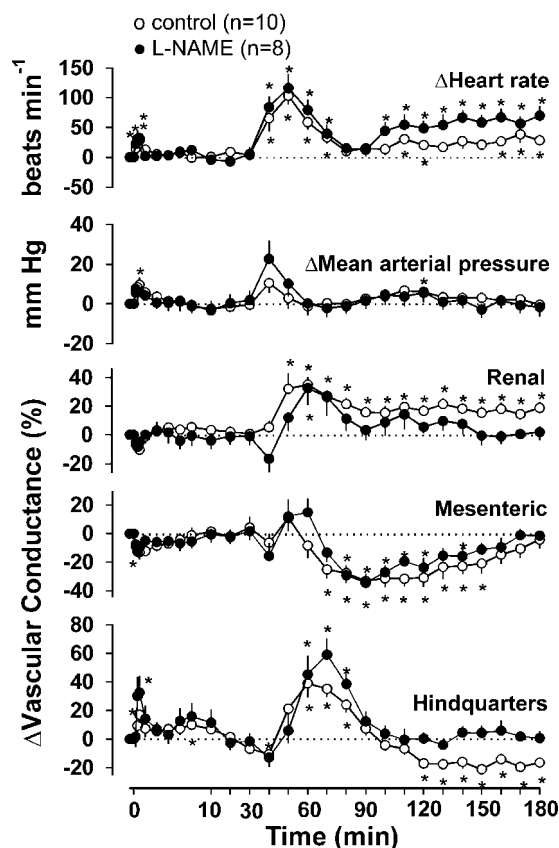 ○ control (n=10)
● L-NAME (n=8)
ΔHeart rate
beats min⁻¹
150
100
50
0
50
ΔMean arterial pressure
mm Hg
40
20
0
20
Renal
ΔVascular Conductance (%)
40
20
0
-20
Mesenteric
20
0
-20
-40
Hindquarters
80
60
40
20
0
-20
0 10 20 30 40 60 90 120 150 180
Time (min)